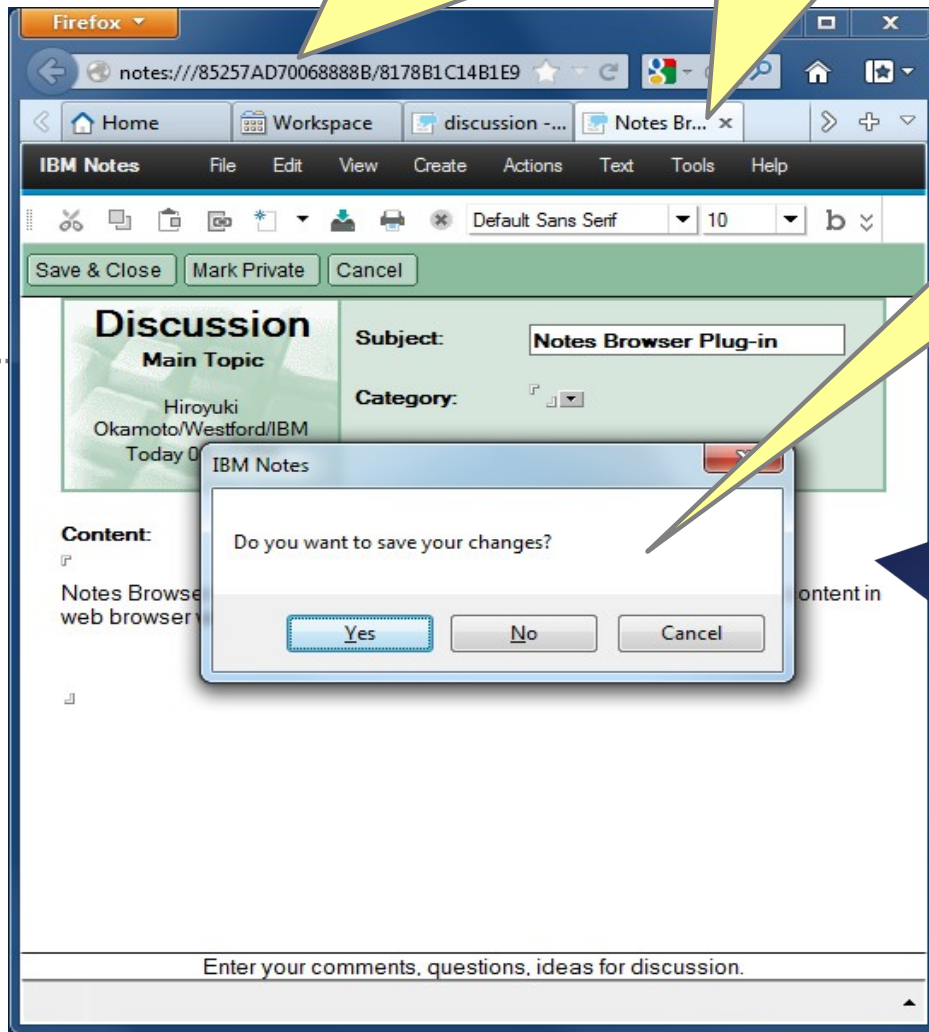 Firefox
notes:///85257AD70068888B/8178B1C14B1E9
Home Workspace discussion -... Notes Br...
IBM Notes File Edit View Create Actions Text Tools Help
Default Sans Serif 10 b
Save & Close Mark Private Cancel
Discussion
Main Topic
Hiroyuki
Okamoto/Westford/IBM
Today 0
Subject: Notes Browser Plug-in
Category:
IBM Notes
Do you want to save your changes?
Yes No Cancel
Content:
Notes Browse ontent in
web browser
Enter your comments, questions, ideas for discussion.